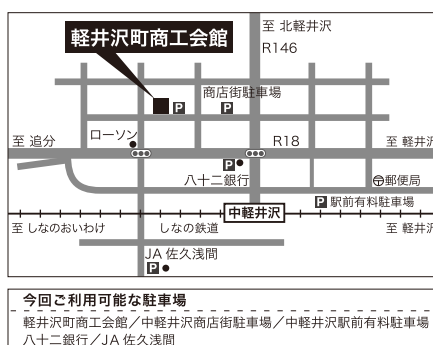 至 北軽井沢
軽井沢町商工会館
R146
商店街駐車場
P
P
至 追分
ローソン
R18
至 軽井
P
八十二銀行
〒郵便局
P 駅前有料駐車場
中軽井沢
至 しなのおいわけ
しなの鉄道
至 軽井
JA 佐久浅間
P
今回ご利用可能な駐車場
軽井沢町商工会館／中軽井沢商店街駐車場／中軽井沢駅前有料駐車場
八十二銀行／JA 佐久浅間